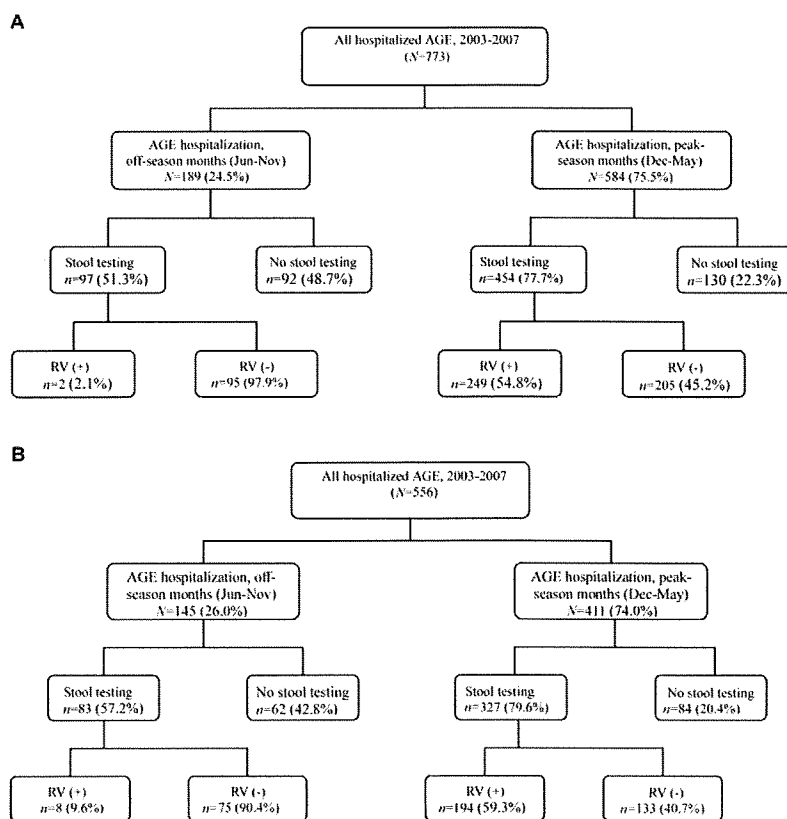 A
All hospitalized AGE, 2003-2007
(N=773)
AGE hospitalization,
off-season months (Jun-Nov)
N=189 (24.5%)
AGE hospitalization, peak-
season months (Dec-May)
N=584 (75.5%)
Stool testing
n=97 (51.3%)
No stool testing
n=92 (48.7%)
Stool testing
n=454 (77.7%)
No stool testing
n=130 (22.3%)
RV (+)
n=2 (2.1%)
RV (-)
n=95 (97.9%)
RV (+)
n=249 (54.8%)
RV (-)
n=205 (45.2%)
B
All hospitalized AGE, 2003-2007
(N=556)
AGE hospitalization, off-
season months (Jun-Nov)
N=145 (26.0%)
AGE hospitalization, peak-
season months (Dec-May)
N=411 (74.0%)
Stool testing
n=83 (57.2%)
No stool testing
n=62 (42.8%)
Stool testing
n=327 (79.6%)
No stool testing
n=84 (20.4%)
RV (+)
n=8 (9.6%)
RV (-)
n=75 (90.4%)
RV (+)
n=194 (59.3%)
RV (-)
n=133 (40.7%)